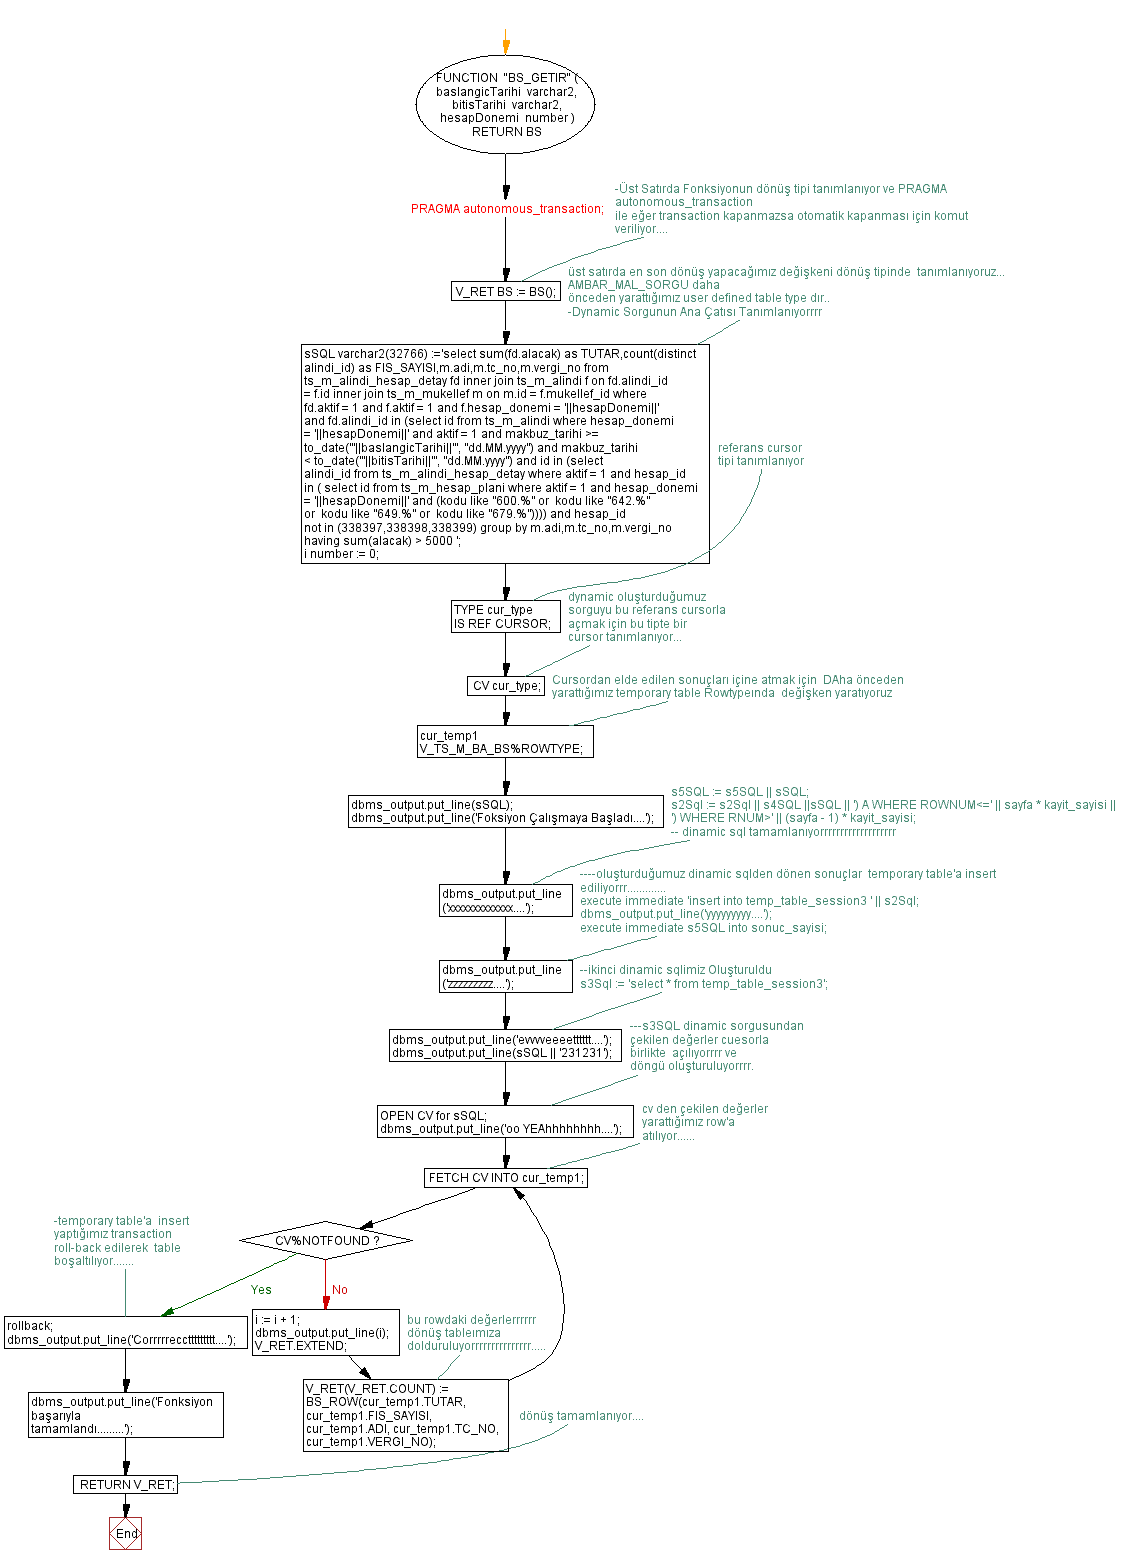 FUNCTION "BS_GETIR" (
baslangicTarihi varchar2,
bitisTarihi varchar2,
hesapDonemi number )
RETURN BS
PRAGMA autonomous_transaction;
-Üst Satırda Fonksiyonun dönüş tipi tanımlanıyor ve PRAGMA
autonomous_transaction
ile eğer transaction kapanmazsa otomatik kapanması için komut
veriliyor....
V_RET BS := BS();
üst satırda en son dönüş yapacağımız değişkeni dönüş tipinde tanımlanıyoruz...
AMBAR_MAL_SORGU daha
önceden yarattığımız user defined table type dır..
-Dynamic Sorgunun Ana Çatısı Tanımlanıyorrrr
sSQL varchar2(32766) :='select sum(fd.alacak) as TUTAR,count(distinct
alindi_id) as FIS_SAYISI,m.adi,m.tc_no,m.vergi_no from
ts_m_alindi_hesap_detay fd inner join ts_m_alindi f on fd.alindi_id
= f.id inner join ts_m_mukellef m on m.id = f.mukellef_id where
fd.aktif = 1 and f.aktif = 1 and f.hesap_donemi = '||hesapDonemi||'
and fd.alindi_id in (select id from ts_m_alindi where hesap_donemi
= '||hesapDonemi||' and aktif = 1 and makbuz_tarihi >=
to_date('''||baslangicTarihi||''', ''dd.MM.yyyy'') and makbuz_tarihi
< to_date('''||bitisTarihi||''', ''dd.MM.yyyy'') and id in (select
alindi_id from ts_m_alindi_hesap_detay where aktif = 1 and hesap_id
in ( select id from ts_m_hesap_plani where aktif = 1 and hesap_donemi
= '||hesapDonemi||' and (kodu like ''600.%'' or kodu like ''642.%''
or kodu like ''649.%'' or kodu like ''679.%'')))) and hesap_id
not in (338397,338398,338399) group by m.adi,m.tc_no,m.vergi_no
having sum(alacak) > 5000 ';
i number := 0;
referans cursor
tipi tanımlanıyor
TYPE cur_type
IS REF CURSOR;
dynamic oluşturduğumuz
sorguyu bu referans cursorla
açmak için bu tipte bir
cursor tanımlanıyor...
CV cur_type;
Cursordan elde edilen sonuçları içine atmak için DAha önceden
yarattığımız temporary table Rowtypeında değişken yaratıyoruz
cur_temp1
V_TS_M_BA_BS%ROWTYPE;
dbms_output.put_line(sSQL);
dbms_output.put_line('Foksiyon Çalışmaya Başladı....');
s5SQL := s5SQL || sSQL;
s2Sql := s2Sql || s4SQL ||sSQL || ') A WHERE ROWNUM<=' || sayfa * kayit_sayisi ||
') WHERE RNUM>' || (sayfa - 1) * kayit_sayisi;
-- dinamic sql tamamlanıyorrrrrrrrrrrrrrrrrrr
dbms_output.put_line
('xxxxxxxxxxxxx....');
----oluşturduğumuz dinamic sqlden dönen sonuçlar temporary table'a insert
ediliyorrr.............
execute immediate 'insert into temp_table_session3 ' || s2Sql;
dbms_output.put_line('yyyyyyyyy....');
execute immediate s5SQL into sonuc_sayisi;
dbms_output.put_line
('zzzzzzzzz....');
--ikinci dinamic sqlimiz Oluşturuldu
s3Sql := 'select * from temp_table_session3';
dbms_output.put_line('evvvveeeettttttt....');
dbms_output.put_line(sSQL || '231231');
---s3SQL dinamic sorgusundan
çekilen değerler cuesorla
birlikte açılıyorrrr ve
döngü oluşturuluyorrrr.
OPEN CV for sSQL;
dbms_output.put_line('oo YEAhhhhhhhh....');
cv den çekilen değerler
yarattığımız row'a
atılıyor......
FETCH CV INTO cur_temp1;
-temporary table'a insert
yaptığımız transaction
roll-back edilerek table
boşaltılıyor.......
CV%NOTFOUND ?
Yes
No
rollback;
dbms_output.put_line('Corrrrrecctttttttttt....');
i := i + 1;
dbms_output.put_line(i);
V_RET.EXTEND;
bu rowdaki değerlerrrrrr
dönüş tableımıza
dolduruluyorrrrrrrrrrrrrrr.....
V_RET(V_RET.COUNT) :=
BS_ROW(cur_temp1.TUTAR,
cur_temp1.FIS_SAYISI,
cur_temp1.ADI, cur_temp1.TC_NO,
cur_temp1.VERGI_NO);
dbms_output.put_line('Fonksiyon
başarıyla
tamamlandı.........');
dönüş tamamlanıyor....
RETURN V_RET;
End